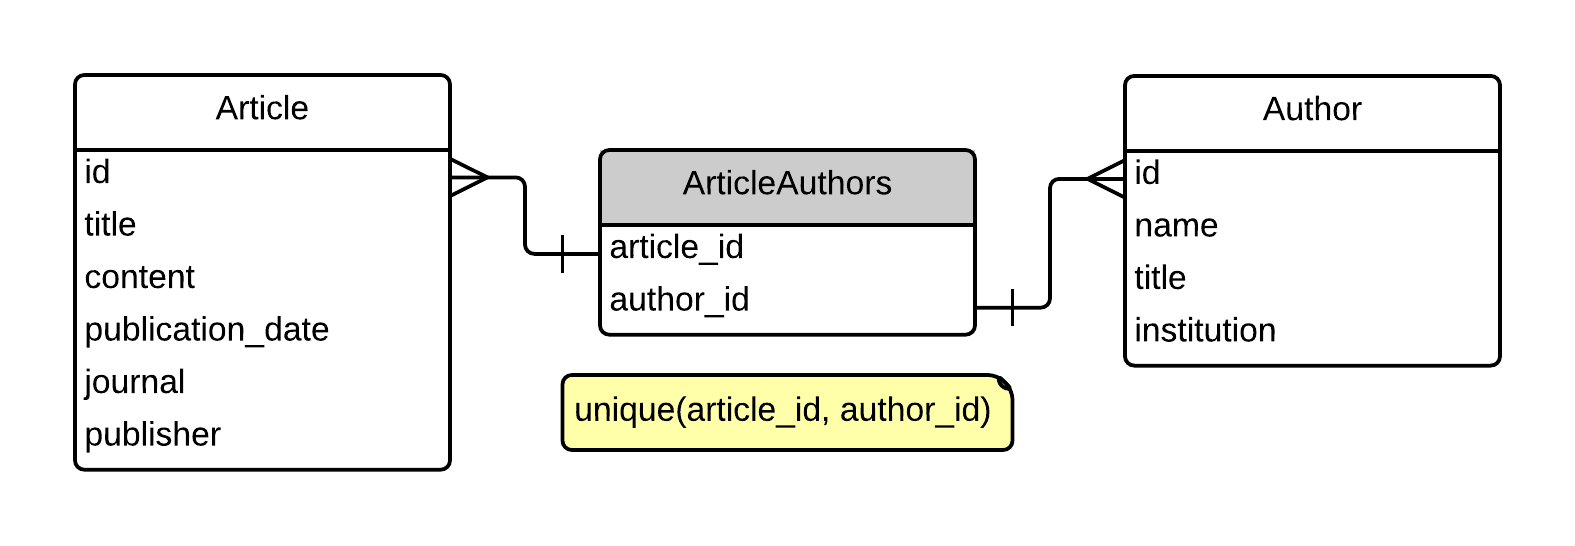 Article
id
title
content
publication_date
journal
publisher
ArticleAuthors
article_id
author_id
unique(article_id, author_id)
Author
id
name
title
institution